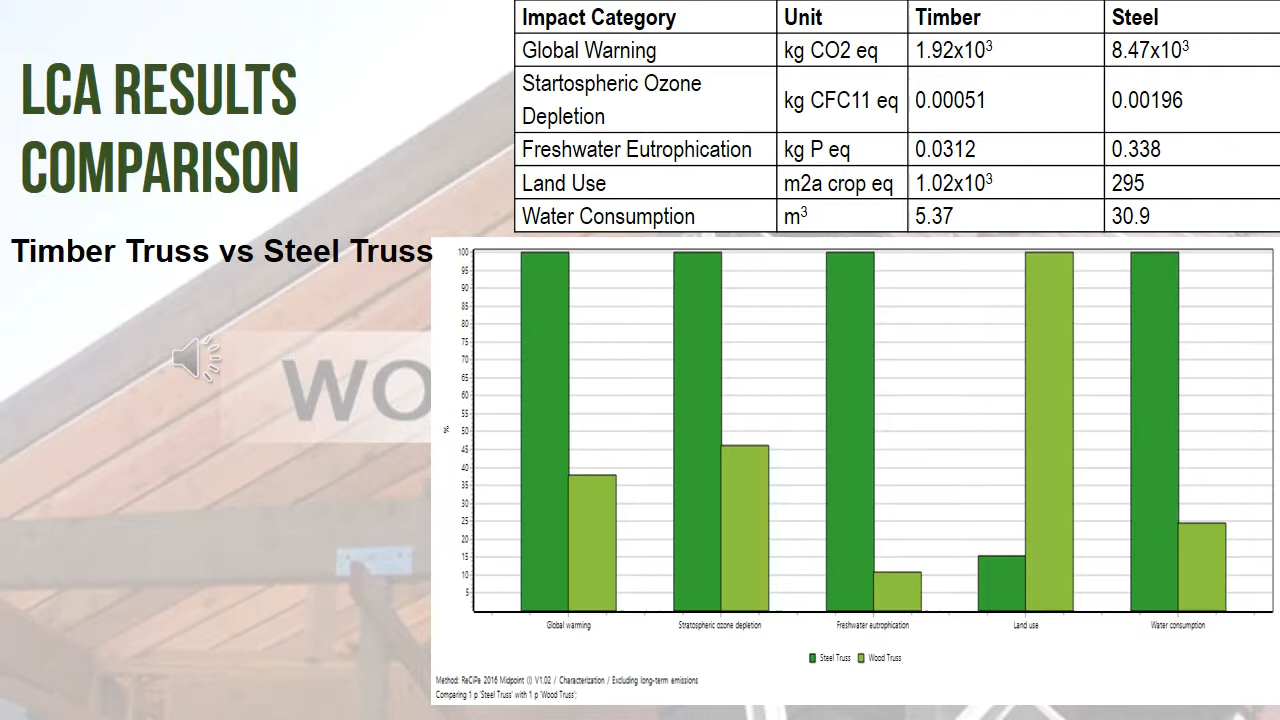 LCA RESULTS
COMPARISON
Timber Truss vs Steel Truss
WO
Impact Category Unit Timber Steel
Global Warning kg CO2 eq 1.92x10³ 8.47x10³
Startospheric Ozone
Depletion kg CFC11 eq 0.00051 0.00196
Freshwater Eutrophication kg P eq 0.0312 0.338
Land Use m2a crop eq 1.02x10³ 295
Water Consumption m³ 5.37 30.9
%
100
95
90
85
80
75
70
65
60
55
50
45
40
35
30
25
20
15
10
5
Global warming Stratospheric ozone depletion Freshwater eutrophication Land use Water consumption
Steel Truss Wood Truss
Method: ReCiPe 2016 Midpoint (I) V1.02 / Characterization / Excluding long-term emissions
Comparing 1 p 'Steel Truss' with 1 p 'Wood Truss';